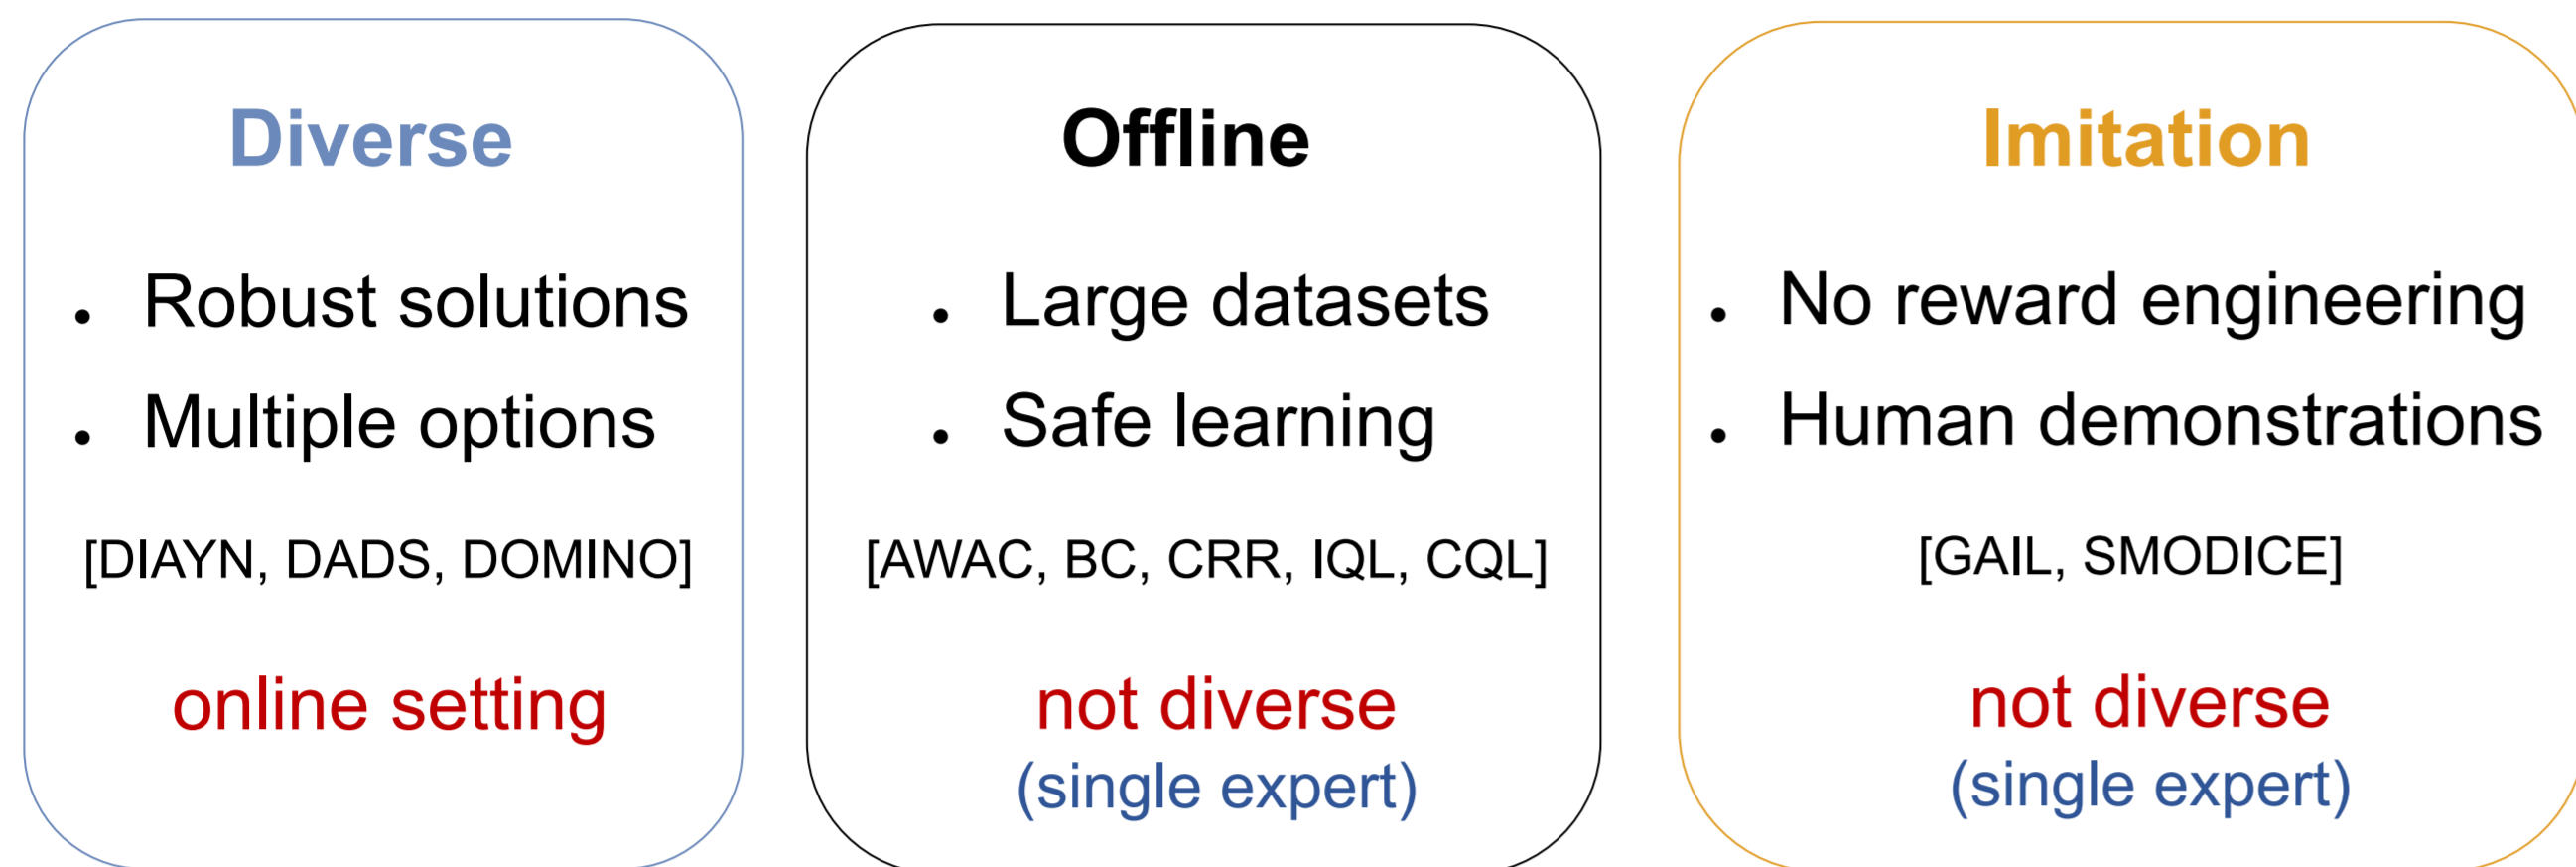 Diverse
• Robust solutions
• Multiple options
[DIAYN, DADS, DOMINO]
online setting
Offline
• Large datasets
• Safe learning
[AWAC, BC, CRR, IQL, CQL]
not diverse
(single expert)
Imitation
• No reward engineering
• Human demonstrations
[GAIL, SMODICE]
not diverse
(single expert)